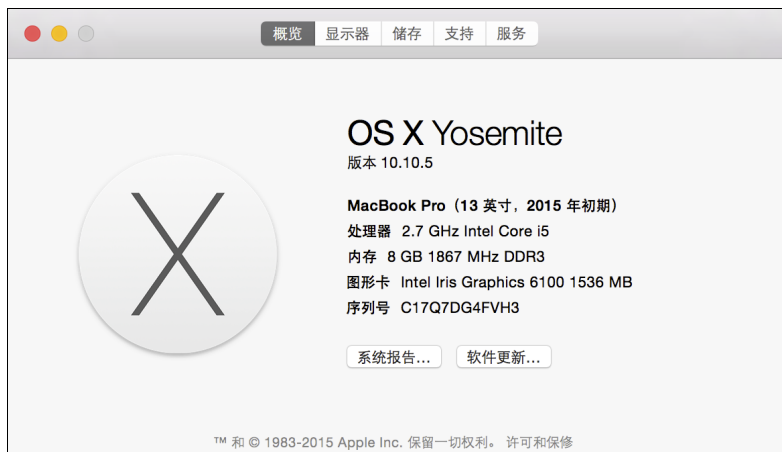 概览 显示器 储存 支持 服务
OS X Yosemite
版本 10.10.5
MacBook Pro（13 英寸，2015 年初期）
处理器 2.7 GHz Intel Core i5
内存 8 GB 1867 MHz DDR3
图形卡 Intel Iris Graphics 6100 1536 MB
序列号 C17Q7DG4FVH3
系统报告... 软件更新...
™ 和 © 1983-2015 Apple Inc. 保留一切权利。 许可和保修